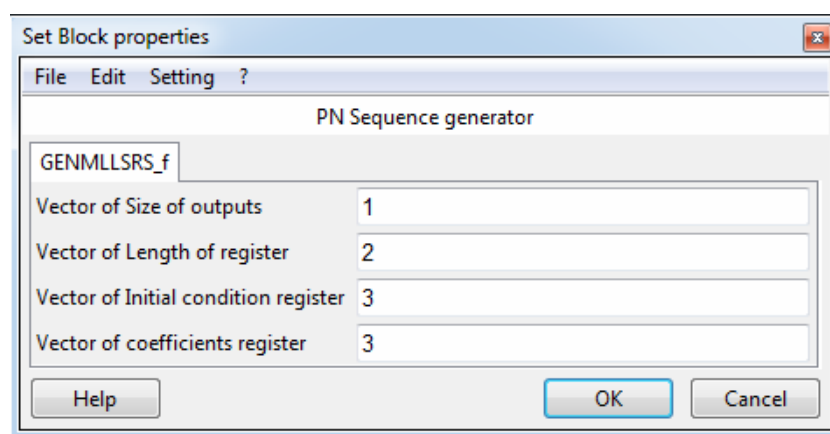 Set Block properties
File Edit Setting ?
PN Sequence generator
GENMLLSRS_f
Vector of Size of outputs 1
Vector of Length of register 2
Vector of Initial condition register 3
Vector of coefficients register 3
Help OK Cancel